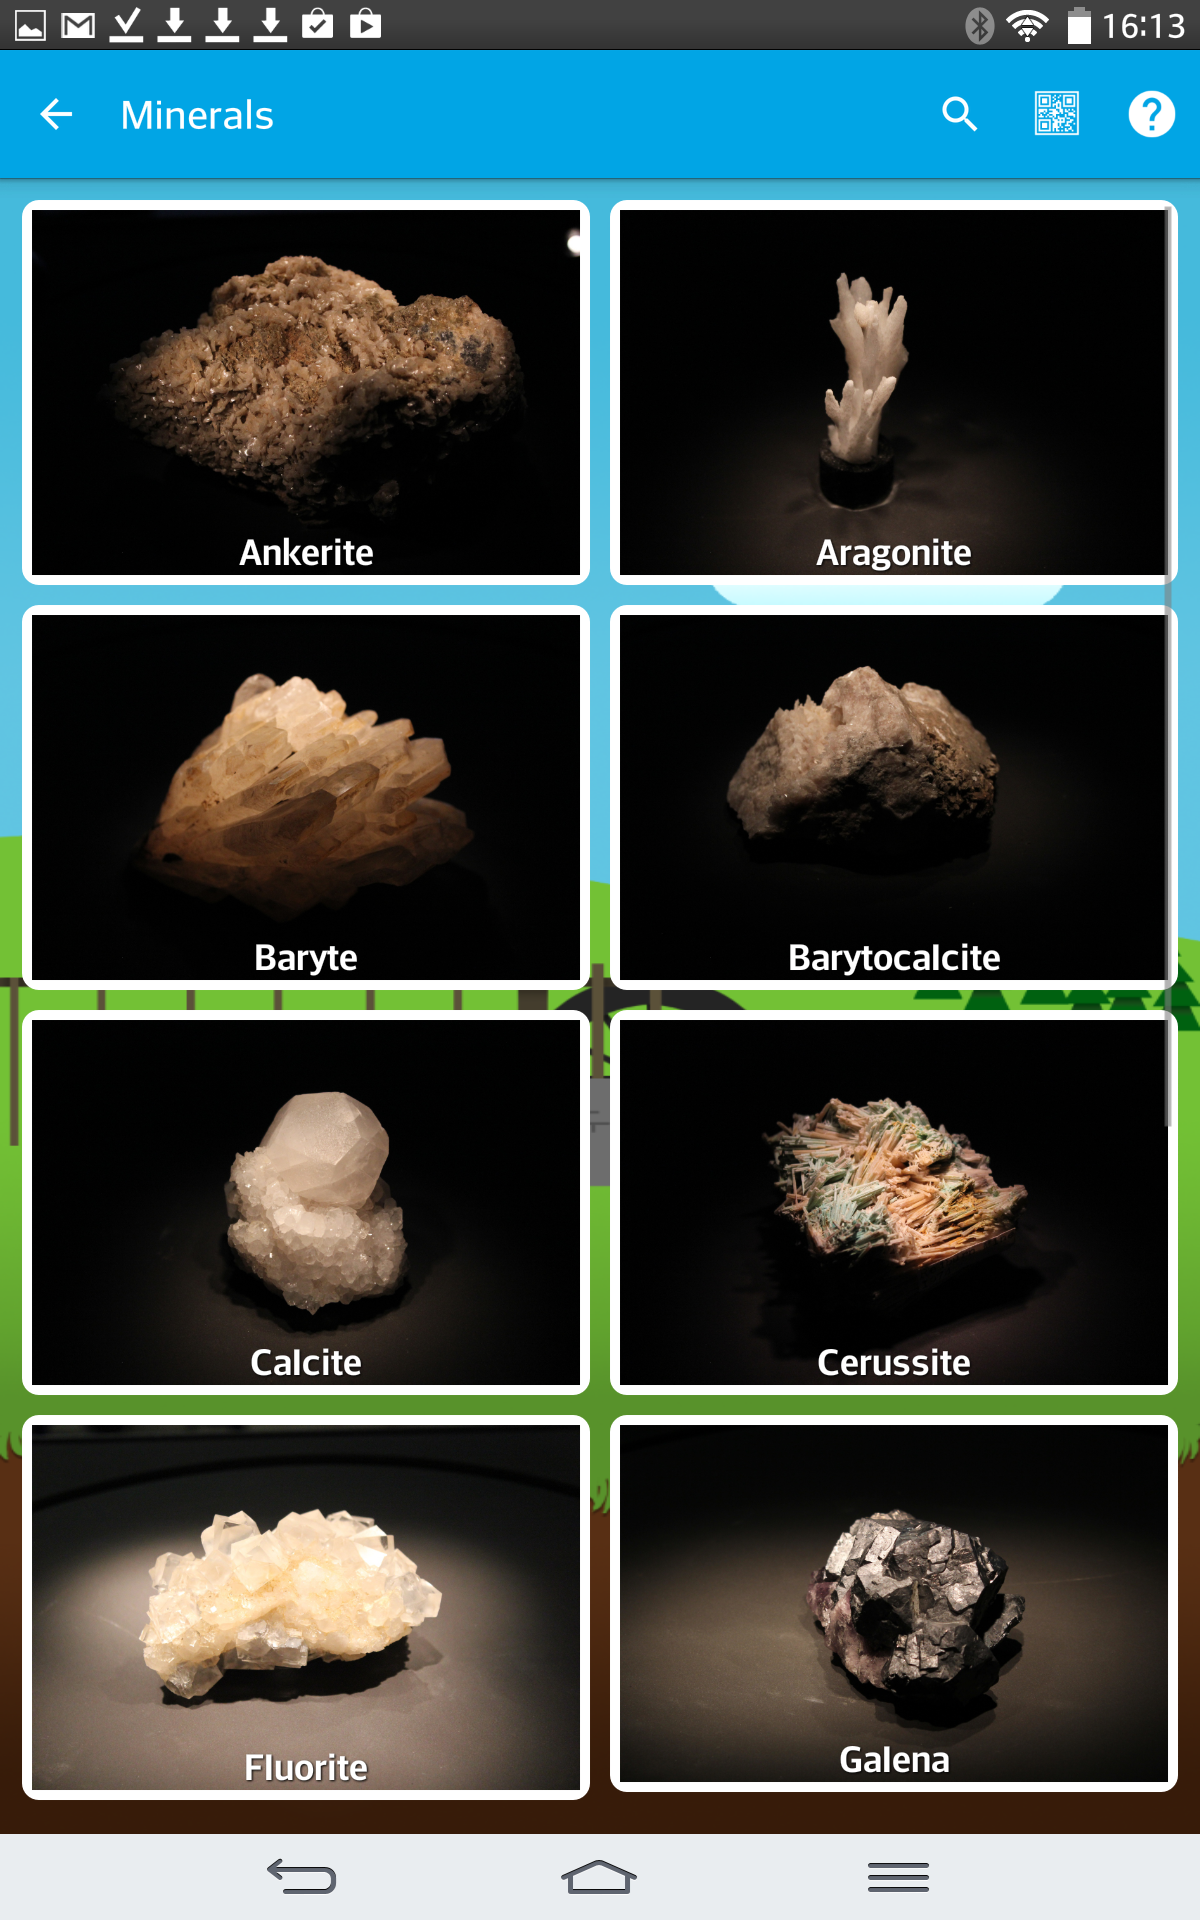 16:13
Minerals
Ankerite
Aragonite
Baryte
Barytocalcite
Calcite
Cerussite
Fluorite
Galena